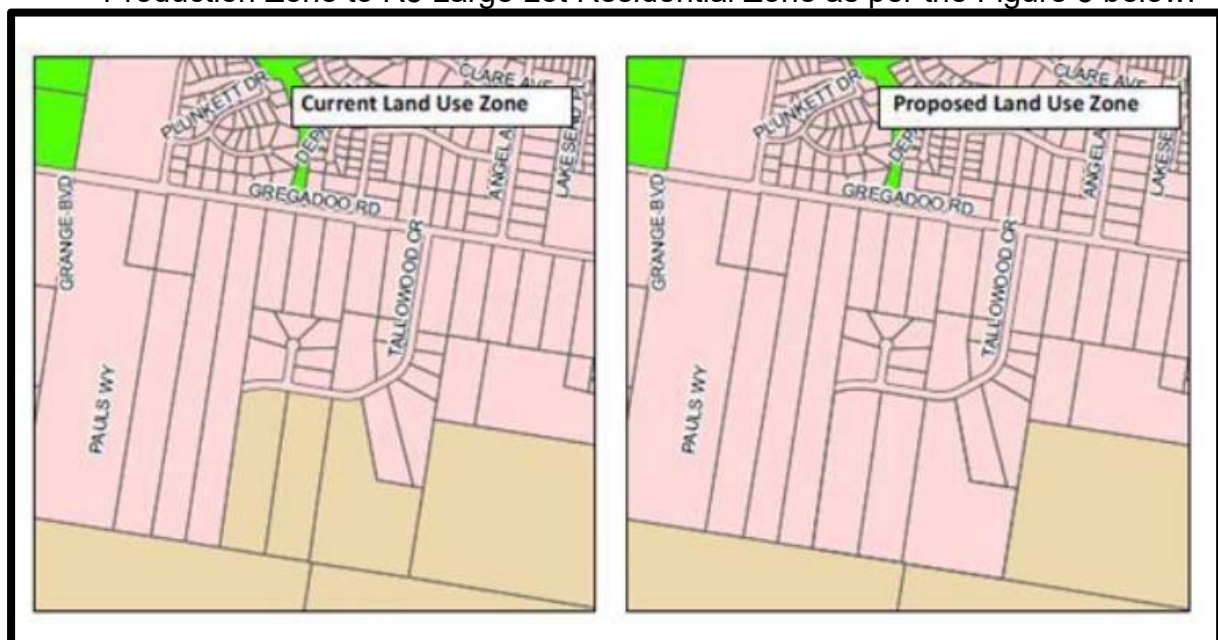 Production Zone to R5 Large Lot Residential Zone as per the Figure 3 below.
Current Land Use Zone
PLUNKETT DR
CLARE AVE
ANGELA
GREGADOO RD
GRANGE BVD
TALLOWOOD CR
PAULS WY
Proposed Land Use Zone
PLUNKETT DR
CLARE AVE
ANGELA
GREGADOO RD
GRANGE BVD
TALLOWOOD CR
PAULS WY